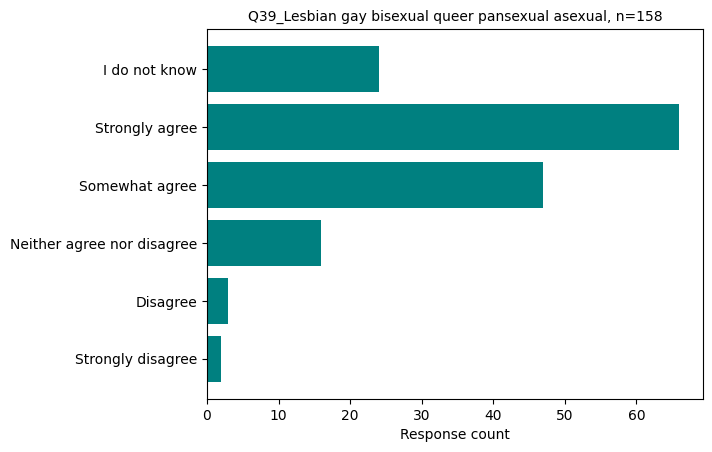 Q39_Lesbian gay bisexual queer pansexual asexual, n=158
I do not know
Strongly agree
Somewhat agree
Neither agree nor disagree
Disagree
Strongly disagree
0 10 20 30 40 50 60
Response count